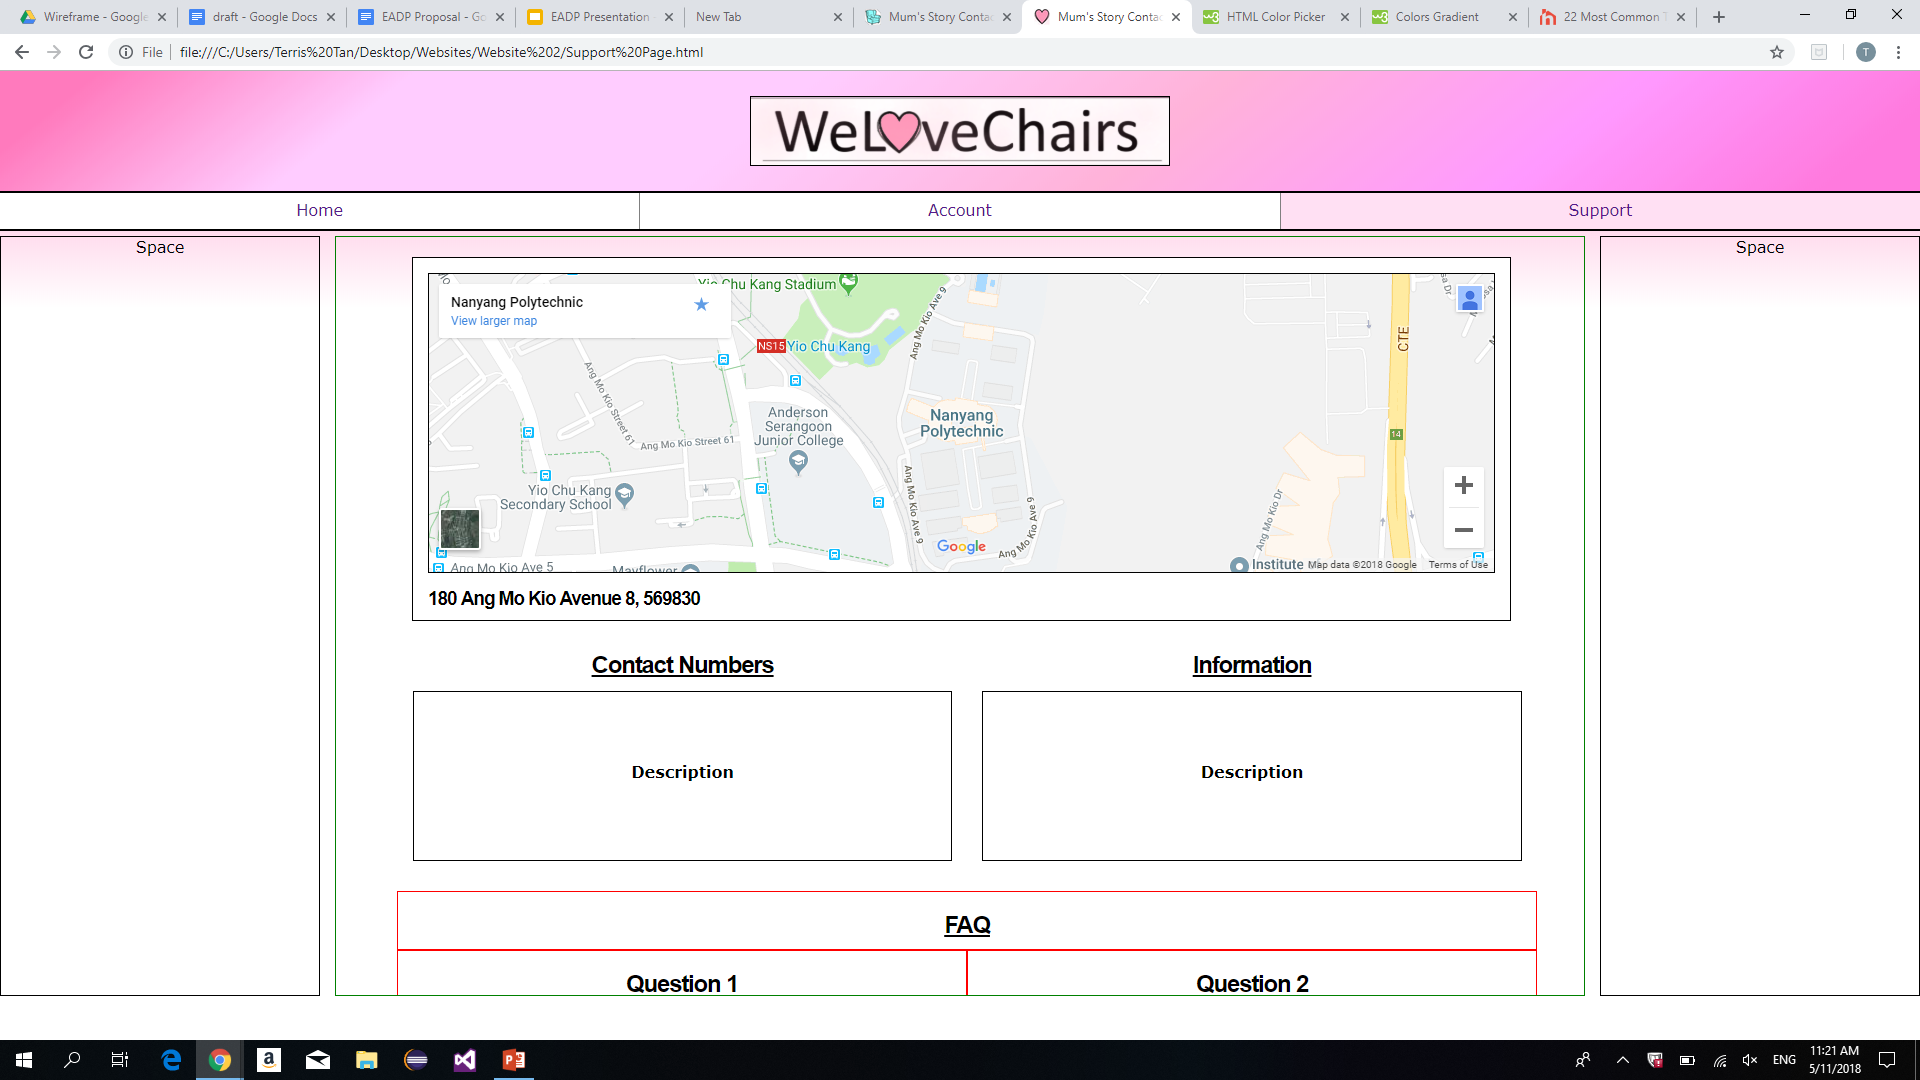 Wireframe - Google
draft - Google Docs
EADP Proposal - Go
EADP Presentation
New Tab
Mum's Story Conta
Mum's Story Conta
HTML Color Picker
Colors Gradient
22 Most Common T
File
file:///C:/Users/Terris%20Tan/Desktop/Websites/Website%202/Support%20Page.html
T
WeLoveChairs
Home
Account
Support
Space
Space
Nanyang Polytechnic
View larger map
Yio Chu Kang Stadium
NS15
Yio Chu Kang
Ang Mo Kio Ave 9
CTE
Ang Mo Kio Street 61
Ang Mo Kio Street 61
Anderson
Serangoon
Junior College
Nanyang
Polytechnic
14
Yio Chu Kang
Secondary School
Ang Mo Kio Ave 9
Ang Mo Kio Ave 9
Ang Mo Kio Dr
Google
Ang Mo Kio Ave 5
Mayflower
Institute
Map data ©2018 Google
Terms of Use
180 Ang Mo Kio Avenue 8, 569830
Contact Numbers
Information
Description
Description
FAQ
Question 1
Question 2
ENG
11:21 AM
5/11/2018